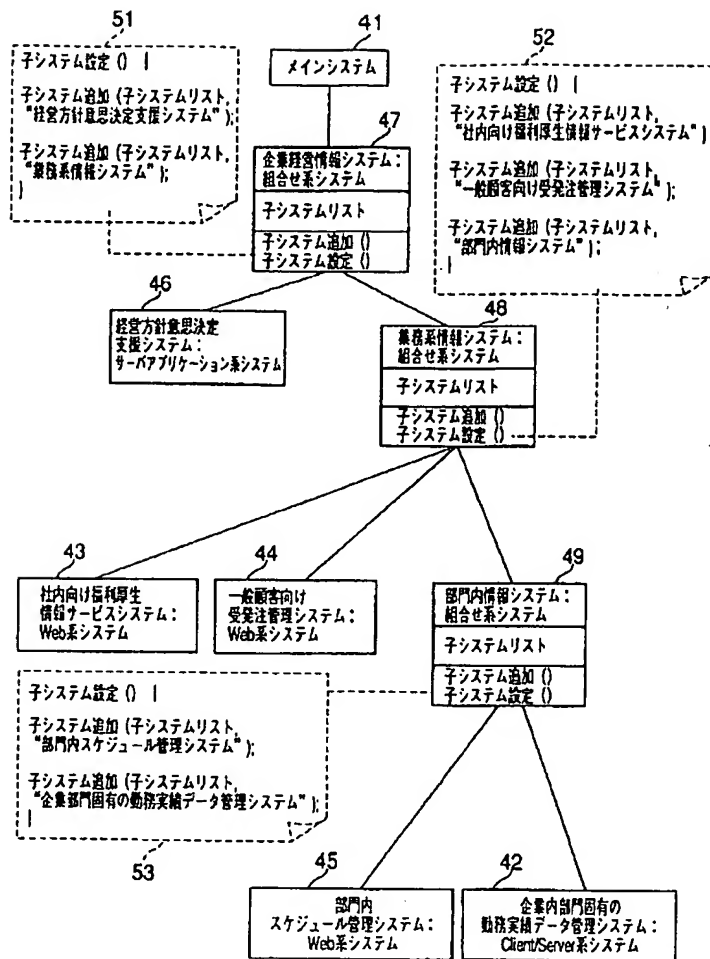 51
子システム設定 () {
子システム追加 (子システムリスト,
"経営方針意思決定支援システム");
子システム追加 (子システムリスト,
"業務系情報システム");
}
41
メインシステム
52
子システム設定 () {
子システム追加 (子システムリスト,
"社内向け福利厚生情報サービスシステム")
子システム追加 (子システムリスト,
"一般顧客向け受発注管理システム");
子システム追加 (子システムリスト,
"部門内情報システム");
}
47
企業経営情報システム:
組合せ系システム
子システムリスト
子システム追加 ()
子システム設定 ()
46
経営方針意思決定
支援システム:
サーバアプリケーション系システム
48
業務系情報システム:
組合せ系システム
子システムリスト
子システム追加 ()
子システム設定 ()
43
社内向け福利厚生
情報サービスシステム:
Web系システム
44
一般顧客向け
受発注管理システム:
Web系システム
49
部門内情報システム:
組合せ系システム
子システムリスト
子システム追加 ()
子システム設定 ()
子システム設定 () {
子システム追加 (子システムリスト,
"部門内スケジュール管理システム");
子システム追加 (子システムリスト,
"企業部門固有の勤務実績データ管理システム");
}
53
45
部門内
スケジュール管理システム:
Web系システム
42
企業内部門固有の
勤務実績データ管理システム:
Client/Server系システム